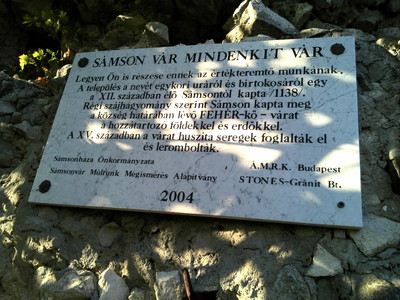 SÁMSON VÁR MINDENKIT VÁR
Legyen Ön is részese ennek az értékteremtő munkának.
A település a nevét egykori uráról és birtokosáról egy
a XII. században élő Sámsontól kapta /1138/.
Régi szájhagyomány szerint Sámson kapta meg
a község határában lévő FEHÉR-kő - várat
a hozzátartozó földekkel és erdőkkel.
A XV. században a várat huszita seregek foglalták el
és lerombolták.
Sámsonháza Önkormányzata Á.M.R.K. Budapest
Sámsonvár Múltunk Megismérés Alapítvány STONES-Gránit Bt.
2004